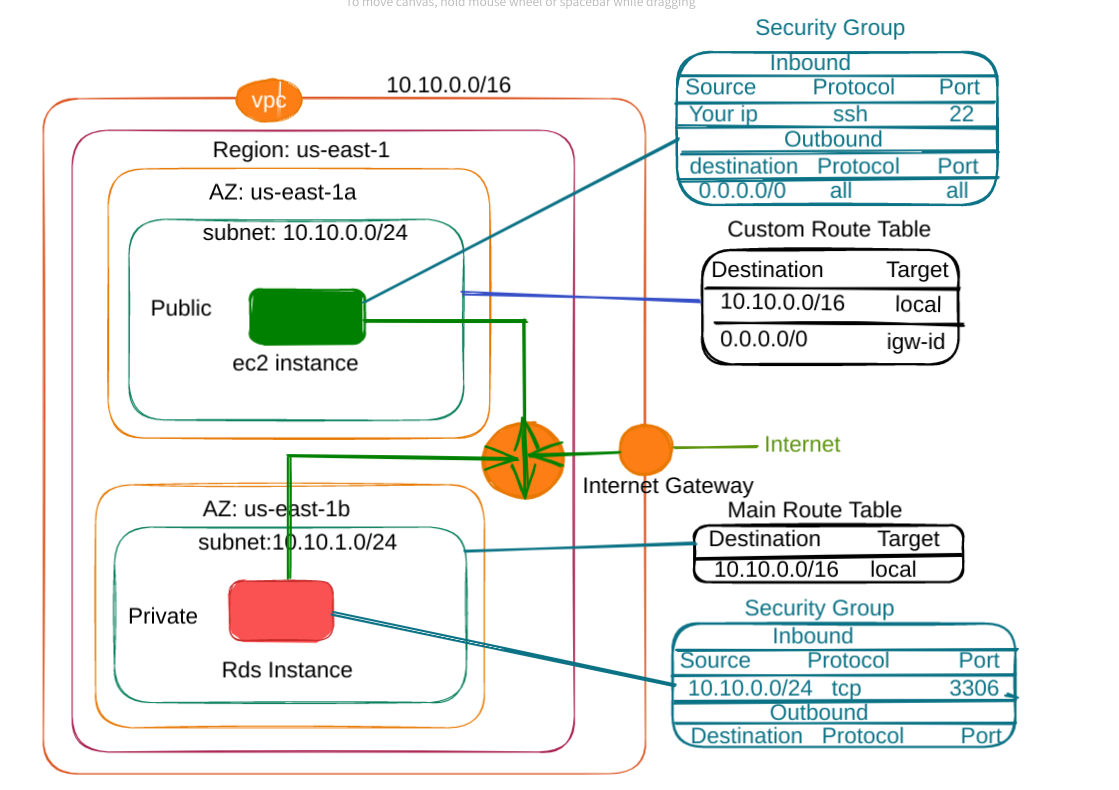 To move canvas, hold mouse wheel or spacebar while dragging
Security Group
Inbound
Source Protocol Port
Your ip ssh 22
Outbound
destination Protocol Port
0.0.0.0/0 all all
vpc
10.10.0.0/16
Region: us-east-1
AZ: us-east-1a
subnet: 10.10.0.0/24
Public
ec2 instance
Custom Route Table
Destination Target
10.10.0.0/16 local
0.0.0.0/0 igw-id
Internet
Internet Gateway
AZ: us-east-1b
subnet:10.10.1.0/24
Private
Rds Instance
Main Route Table
Destination Target
10.10.0.0/16 local
Security Group
Inbound
Source Protocol Port
10.10.0.0/24 tcp 3306
Outbound
Destination Protocol Port